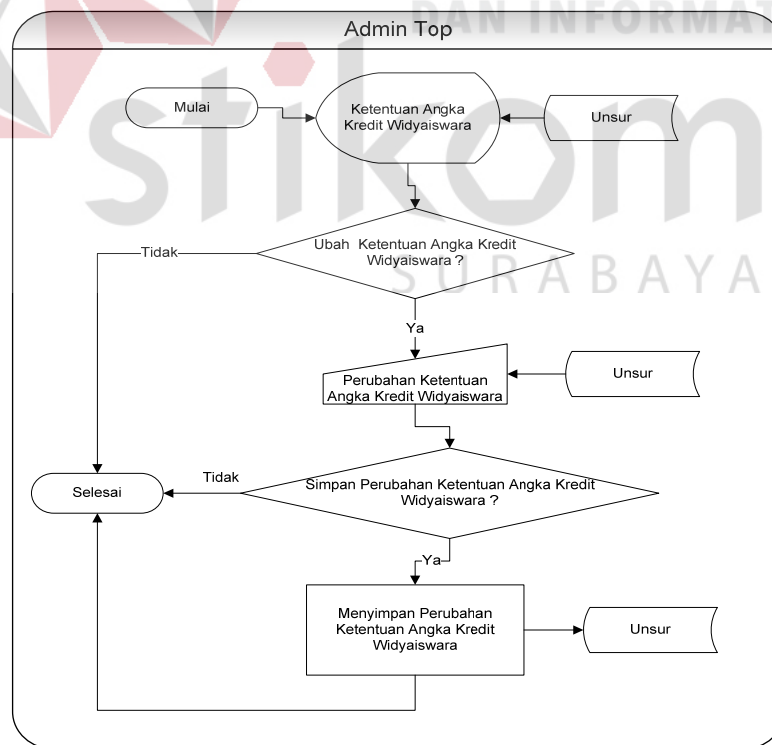 DAN INFORMAT
Admin Top
Mulai
Ketentuan Angka
Kredit Widyaiswara
Unsur
stikom
SURABAYA
Ubah Ketentuan Angka Kredit
Widyaiswara ?
Tidak
Ya
Perubahan Ketentuan
Angka Kredit Widyaiswara
Unsur
Selesai
Tidak
Simpan Perubahan Ketentuan Angka Kredit
Widyaiswara ?
Ya
Menyimpan Perubahan
Ketentuan Angka Kredit
Widyaiswara
Unsur